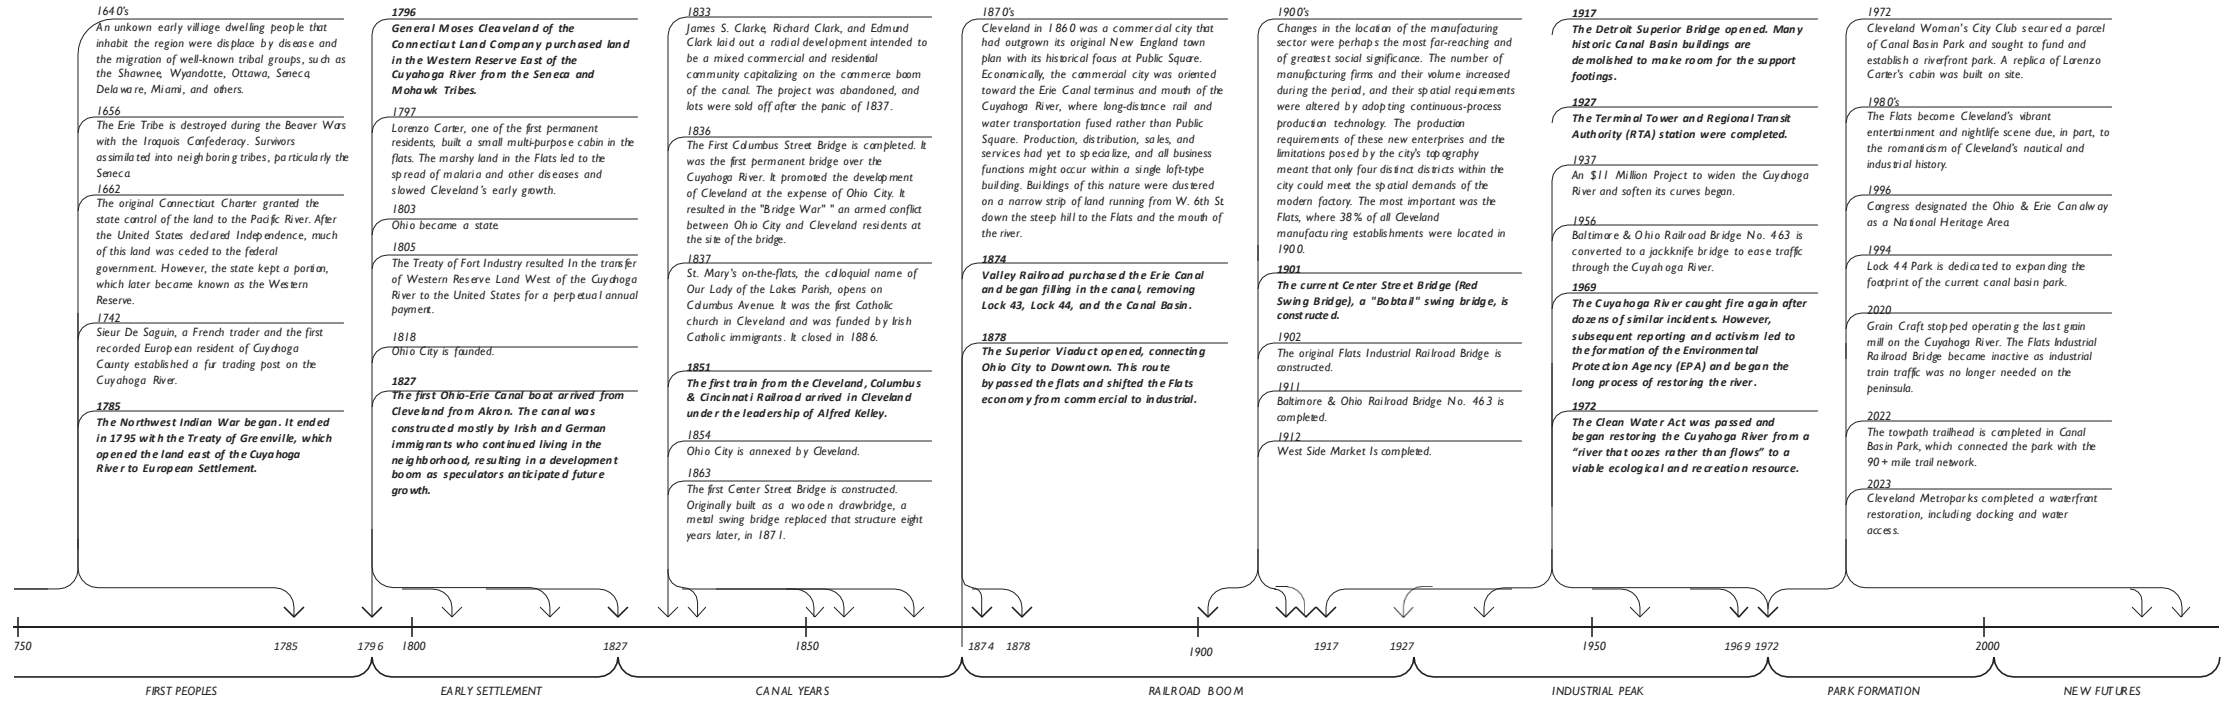 1640's
An unkown early villiage dwelling people that
inhabit the region were displace by disease and
the migration of well-known tribal groups, such as
the Shawnee, Wyandotte, Ottawa, Seneca,
Delaware, Miami, and others.
1656
The Erie Tribe is destroyed during the Beaver Wars
with the Iraquois Confederacy. Survivors
assimilated into neighboring tribes, particularly the
Seneca.
1662
The original Connecticut Charter granted the
state control of the land to the Pacific River. After
the United States declared Independence, much
of this land was ceded to the federal
government. However, the state kept a portion,
which later became known as the Western
Reserve.
1742
Sieur De Saguin, a French trader and the first
recorded European resident of Cuyahoga
County established a fur trading post on the
Cuyahoga River.
1785
The Northwest Indian War began. It ended
in 1795 with the Treaty of Greenville, which
opened the land east of the Cuyahoga
River to European Settlement.
1796
General Moses Cleaveland of the
Connecticut Land Company purchased land
in the Western Reserve East of the
Cuyahoga River from the Seneca and
Mohawk Tribes.
1797
Lorenzo Carter, one of the first permanent
residents, built a small multi-purpose cabin in the
flats. The marshy land in the Flats led to the
spread of malaria and other diseases and
slowed Cleveland's early growth.
1803
Ohio became a state.
1805
The Treaty of Fort Industry resulted In the transfer
of Western Reserve Land West of the Cuyahoga
River to the United States for a perpetual annual
payment.
1818
Ohio City is founded.
1827
The first Ohio-Erie Canal boat arrived from
Cleveland from Akron. The canal was
constructed mostly by Irish and German
immigrants who continued living in the
neighborhood, resulting in a development
boom as speculators anticipated future
growth.
1833
James S. Clarke, Richard Clark, and Edmund
Clark laid out a radial development intended to
be a mixed commercial and residential
community capitalizing on the commerce boom
of the canal. The project was abandoned, and
lots were sold off after the panic of 1837.
1836
The First Columbus Street Bridge is completed. It
was the first permanent bridge over the
Cuyahoga River. It promoted the development
of Cleveland at the expense of Ohio City. It
resulted in the "Bridge War" " an armed conflict
between Ohio City and Cleveland residents at
the site of the bridge.
1837
St. Mary's on-the-flats, the colloquial name of
Our Lady of the Lakes Parish, opens on
Columbus Avenue. It was the first Catholic
church in Cleveland and was funded by Irish
Catholic immigrants. It closed in 1886.
1851
The first train from the Cleveland, Columbus
& Cincinnati Railroad arrived in Cleveland
under the leadership of Alfred Kelley.
1854
Ohio City is annexed by Cleveland.
1863
The first Center Street Bridge is constructed.
Originally built as a wooden drawbridge, a
metal swing bridge replaced that structure eight
years later, in 1871.
1870's
Cleveland in 1860 was a commercial city that
had outgrown its original New England town
plan with its historical focus at Public Squre.
Economically, the commercial city was oriented
toward the Erie Canal terminus and mouth of the
Cuyahoga River, where long-distance rail and
water transportation fused rather than Public
Square. Production, distribution, sales, and
services had yet to specialize, and all business
functions might occur within a single loft-type
building. Buildings of this nature were clustered
on a narrow strip of land running from W. 6th St.
down the steep hill to the Flats and the mouth of
the river.
1874
Valley Railroad purchased the Erie Canal
and began filling in the canal, removing
Lock 43, Lock 44, and the Canal Basin.
1878
The Superior Viaduct opened, connecting
Ohio City to Downtown. This route
bypassed the flats and shifted the Flats
economy from commercial to industrial.
1900's
Changes in the location of the manufacturing
sector were perhaps the most far-reaching and
of greatest social significance. The number of
manufacturing firms and their volume increased
during the period, and their spatial requirements
were altered by adopting continuous-process
production technology. The production
requirements of these new enterprises and the
limitations posed by the city's topography
meant that only four distinct districts within the
city could meet the spatial demands of the
modern factory. The most important was the
Flats, where 38% of all Cleveland
manufacturing establishments were located in
1900.
1901
The current Center Street Bridge (Red
Swing Bridge), a "Bobtail" swing bridge, is
constructed.
1902
The original Flats Industrial Railroad Bridge is
constructed.
1911
Baltimore & Ohio Railroad Bridge No. 463 is
completed.
1912
West Side Market Is completed.
1917
The Detroit Superior Bridge opened. Many
historic Canal Basin buildings are
demolished to make room for the support
footings.
1927
The Terminal Tower and Regional Transit
Authority (RTA) station were completed.
1937
An $11 Million Project to widen the Cuyahoga
River and soften its curves began.
1956
Baltimore & Ohio Railroad Bridge No. 463 is
converted to a jackknife bridge to ease traffic
through the Cuyahoga River.
1969
The Cuyahoga River caught fire again after
dozens of similar incidents. However,
subsequent reporting and activism led to
the formation of the Environmental
Protection Agency (EPA) and began the
long process of restoring the river.
1972
The Clean Water Act was passed and
began restoring the Cuyahoga River from a
“river that oozes rather than flows” to a
viable ecological and recreation resource.
1972
Cleveland Woman's City Club secured a parcel
of Canal Basin Park and sought to fund and
establish a riverfront park. A replica of Lorenzo
Carter's cabin was built on site.
1980's
The Flats become Cleveland's vibrant
entertainment and nightlife scene due, in part, to
the romanticism of Cleveland's nautical and
industrial history.
1996
Congress designated the Ohio & Erie Canalway
as a National Heritage Area.
1994
Lock 44 Park is dedicated to expanding the
footprint of the current canal basin park.
2020
Grain Craft stopped operating the last grain
mill on the Cuyahoga River. The Flats Industrial
Railroad Bridge became inactive as industrial
train traffic was no longer needed on the
peninsula.
2022
The towpath trailhead is completed in Canal
Basin Park, which connected the park with the
90+ mile trail network.
2023
Cleveland Metroparks completed a waterfront
restoration, including docking and water
access.
750 1785 1796 1800 1827 1850 1874 1878 1900 1917 1927 1950 1969 1972 2000
FIRST PEOPLES EARLY SETTLEMENT CANAL YEARS RAILROAD BOOM INDUSTRIAL PEAK PARK FORMATION NEW FUTURES